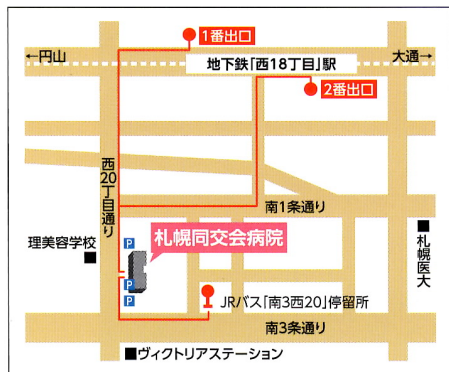 1番出口
←円山
地下鉄「西18丁目」駅
大通→
2番出口
西20丁目通り
南1条通り
理美容学校
P
札幌同交会病院
札幌医大
P
P
JRバス「南3西20」停留所
南3条通り
ヴィクトリアステーション